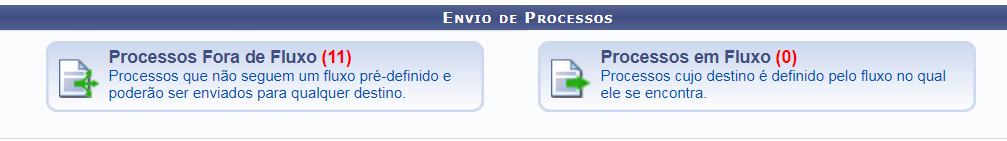 Envio de Processos
Processos Fora de Fluxo (11)
Processos que não seguem um fluxo pré-definido e
poderão ser enviados para qualquer destino.
Processos em Fluxo (0)
Processos cujo destino é definido pelo fluxo no qual
ele se encontra.